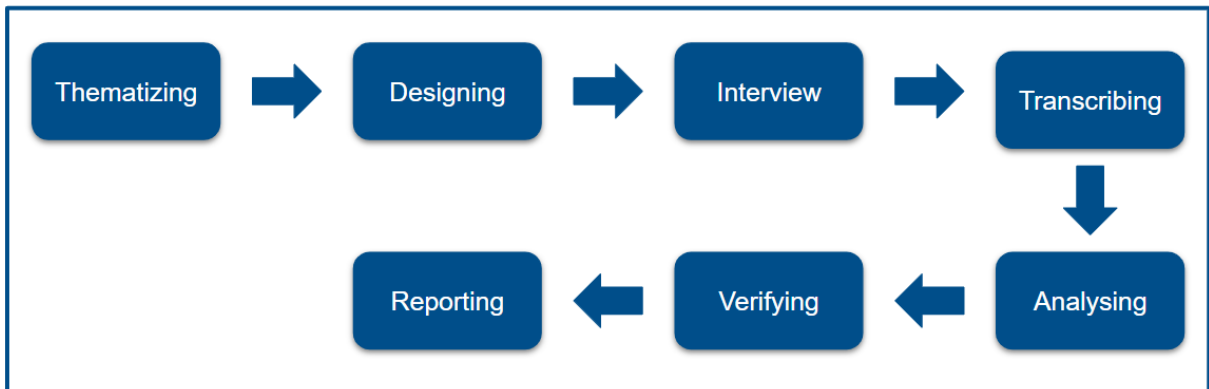 Thematizing
Designing
Interview
Transcribing
Analysing
Verifying
Reporting